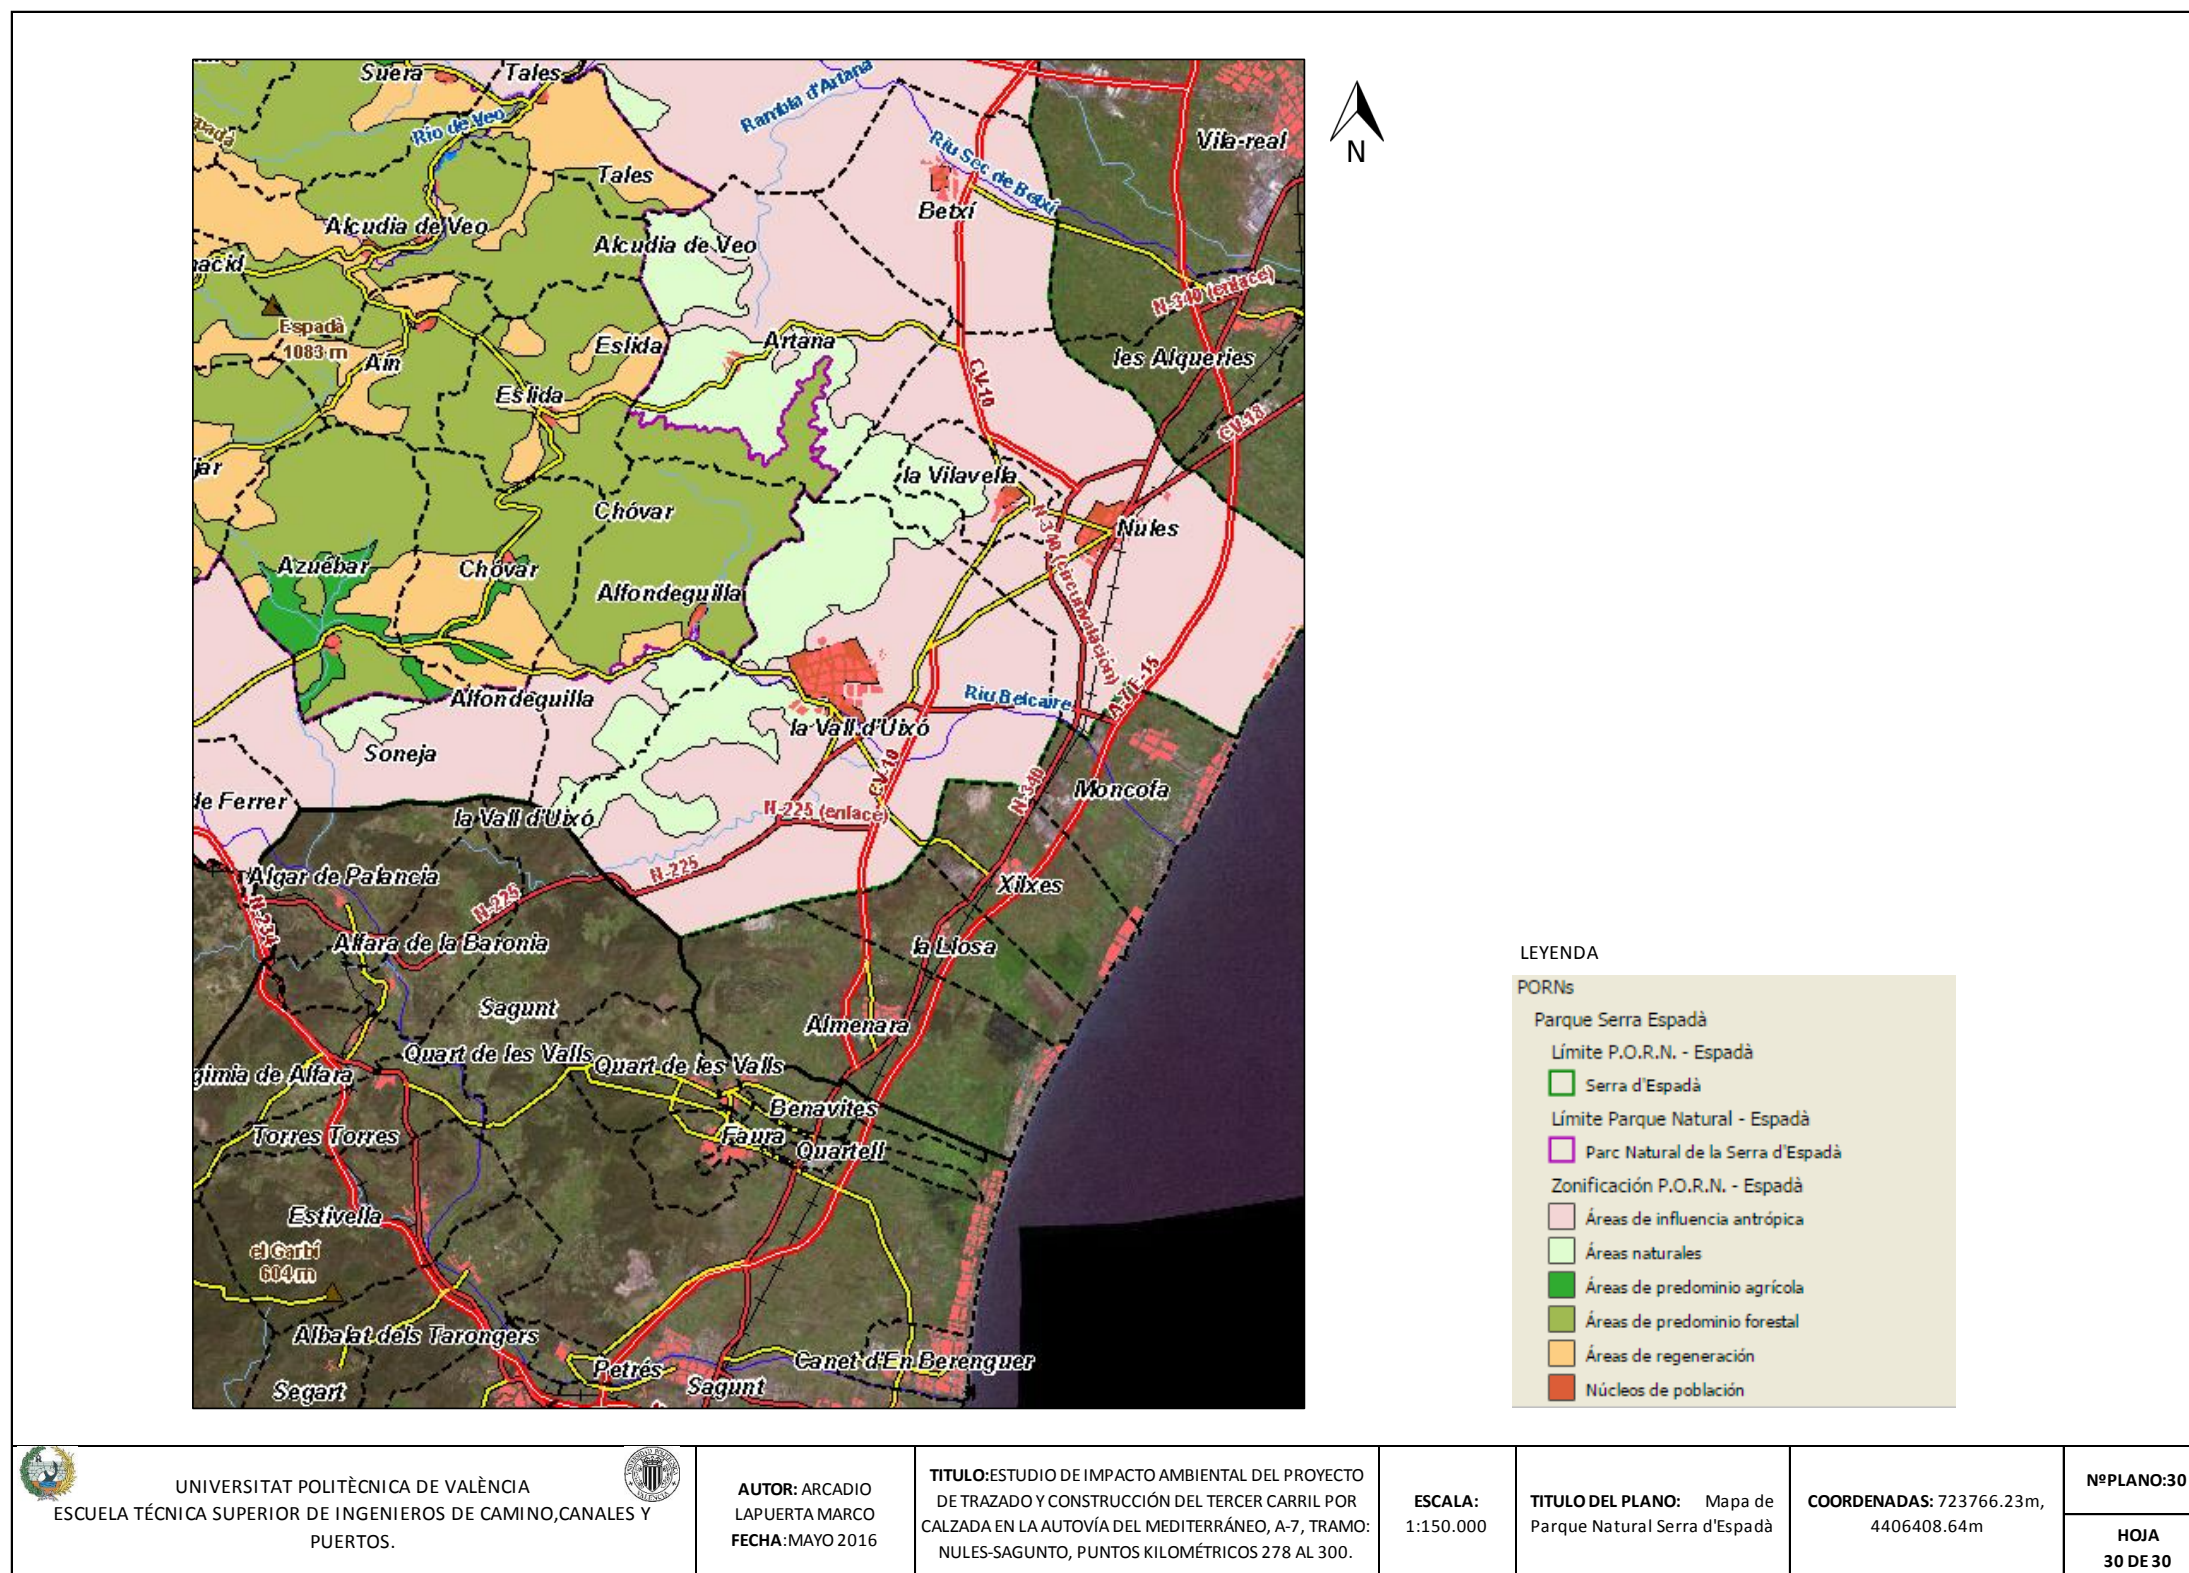 Suera
Tales
Rambla d'Artana
Río de Veo
Riu Sec de Betxí
Vila-real
Tales
Betxí
Alcudia de Veo
Alcudia de Veo
N-340 (enlace)
Espadà
1083 m
Aín
Eslida
Artana
les Alqueries
Eslida
CV-10
CV-18
la Vilavella
Chóvar
Nules
N-340 (circunvalación)
Azuébar
Chóvar
Alfondeguilla
A-7/E-15
Riu Belcaire
Alfondeguilla
la Vall d'Uixó
Soneja
CV-10
N-340
Moncofa
de Ferrer
la Vall d'Uixó
N-225 (enlace)
N-225
Algar de Palancia
N-225
Xilxes
N-234
Alfara de la Baronia
la Llosa
Sagunt
Almenara
Quart de les Valls
Quart de les Valls
gimia de Alfara
Benavites
Torres Torres
Faura
Quartell
Estivella
el Garbí
604 m
Albalat dels Tarongers
Petrés
Canet d'En Berenguer
Segart
Sagunt
N
LEYENDA
PORNs
Parque Serra Espadà
Límite P.O.R.N. - Espadà
Serra d'Espadà
Límite Parque Natural - Espadà
Parc Natural de la Serra d'Espadà
Zonificación P.O.R.N. - Espadà
Áreas de influencia antrópica
Áreas naturales
Áreas de predominio agrícola
Áreas de predominio forestal
Áreas de regeneración
Núcleos de población
UNIVERSITAT POLITÈCNICA DE VALÈNCIA
ESCUELA TÉCNICA SUPERIOR DE INGENIEROS DE CAMINO,CANALES Y
PUERTOS.
AUTOR: ARCADIO
LAPUERTA MARCO
FECHA:MAYO 2016
TITULO:ESTUDIO DE IMPACTO AMBIENTAL DEL PROYECTO
DE TRAZADO Y CONSTRUCCIÓN DEL TERCER CARRIL POR
CALZADA EN LA AUTOVÍA DEL MEDITERRÁNEO, A-7, TRAMO:
NULES-SAGUNTO, PUNTOS KILOMÉTRICOS 278 AL 300.
ESCALA:
1:150.000
TITULO DEL PLANO: Mapa de
Parque Natural Serra d'Espadà
COORDENADAS: 723766.23m,
4406408.64m
NºPLANO:30
HOJA
30 DE 30